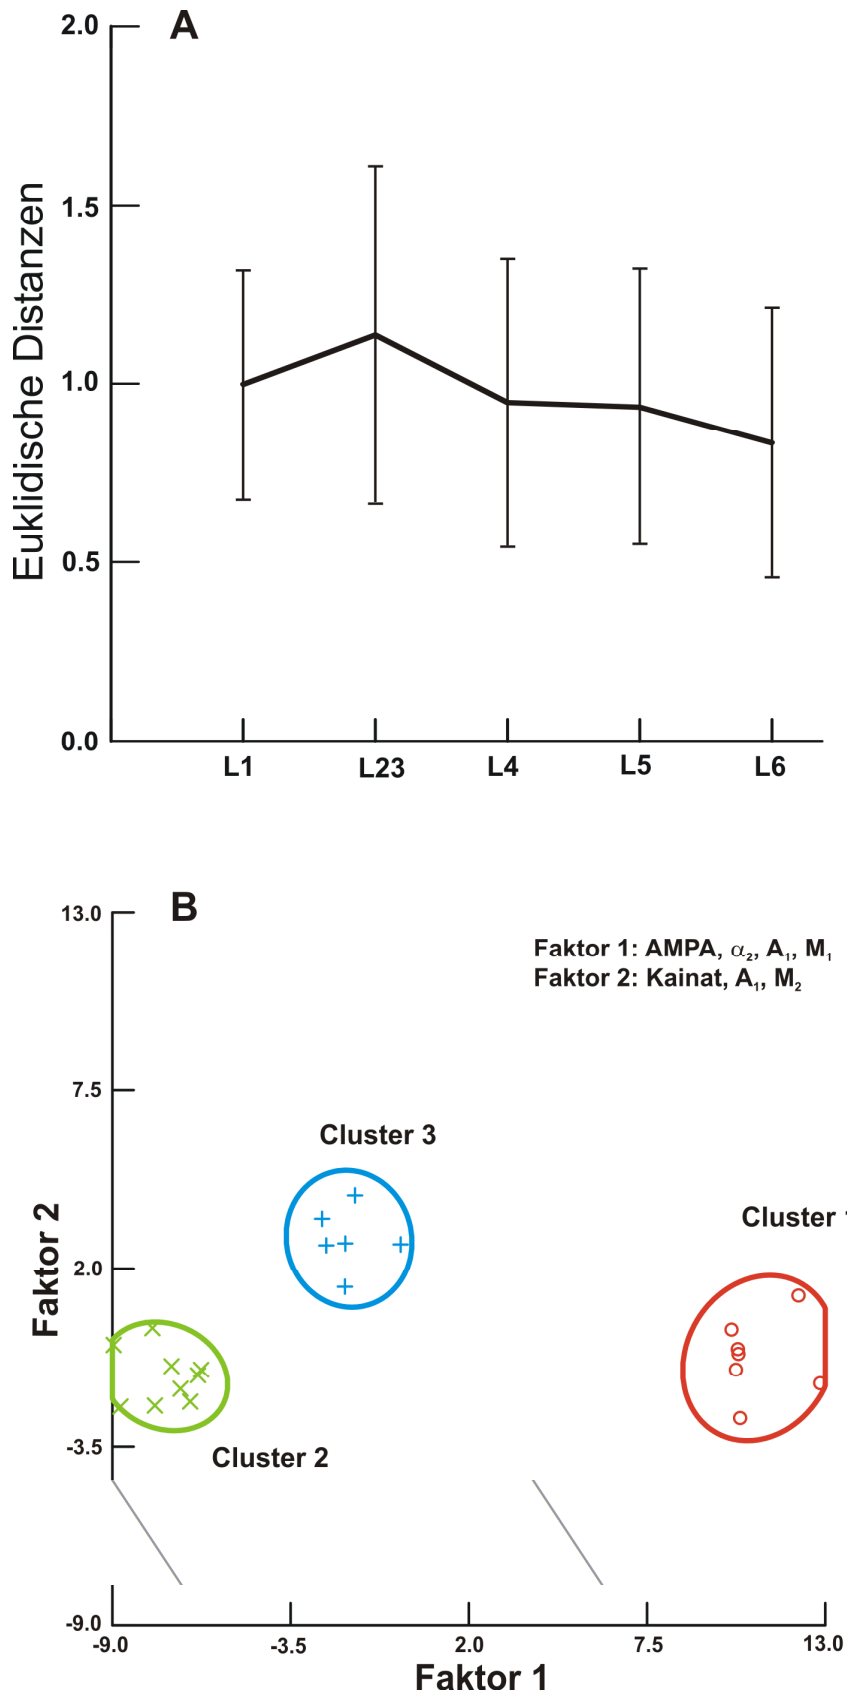 A
2.0
1.5
1.0
0.5
0.0
Euklidische Distanzen
L1 L23 L4 L5 L6
B
13.0
7.5
2.0
-3.5
-9.0
Faktor 2
Faktor 1: AMPA, α₂, A₁, M₁
Faktor 2: Kainat, A₁, M₂
Cluster 3
Cluster 1
Cluster 2
-9.0 -3.5 2.0 7.5 13.0
Faktor 1